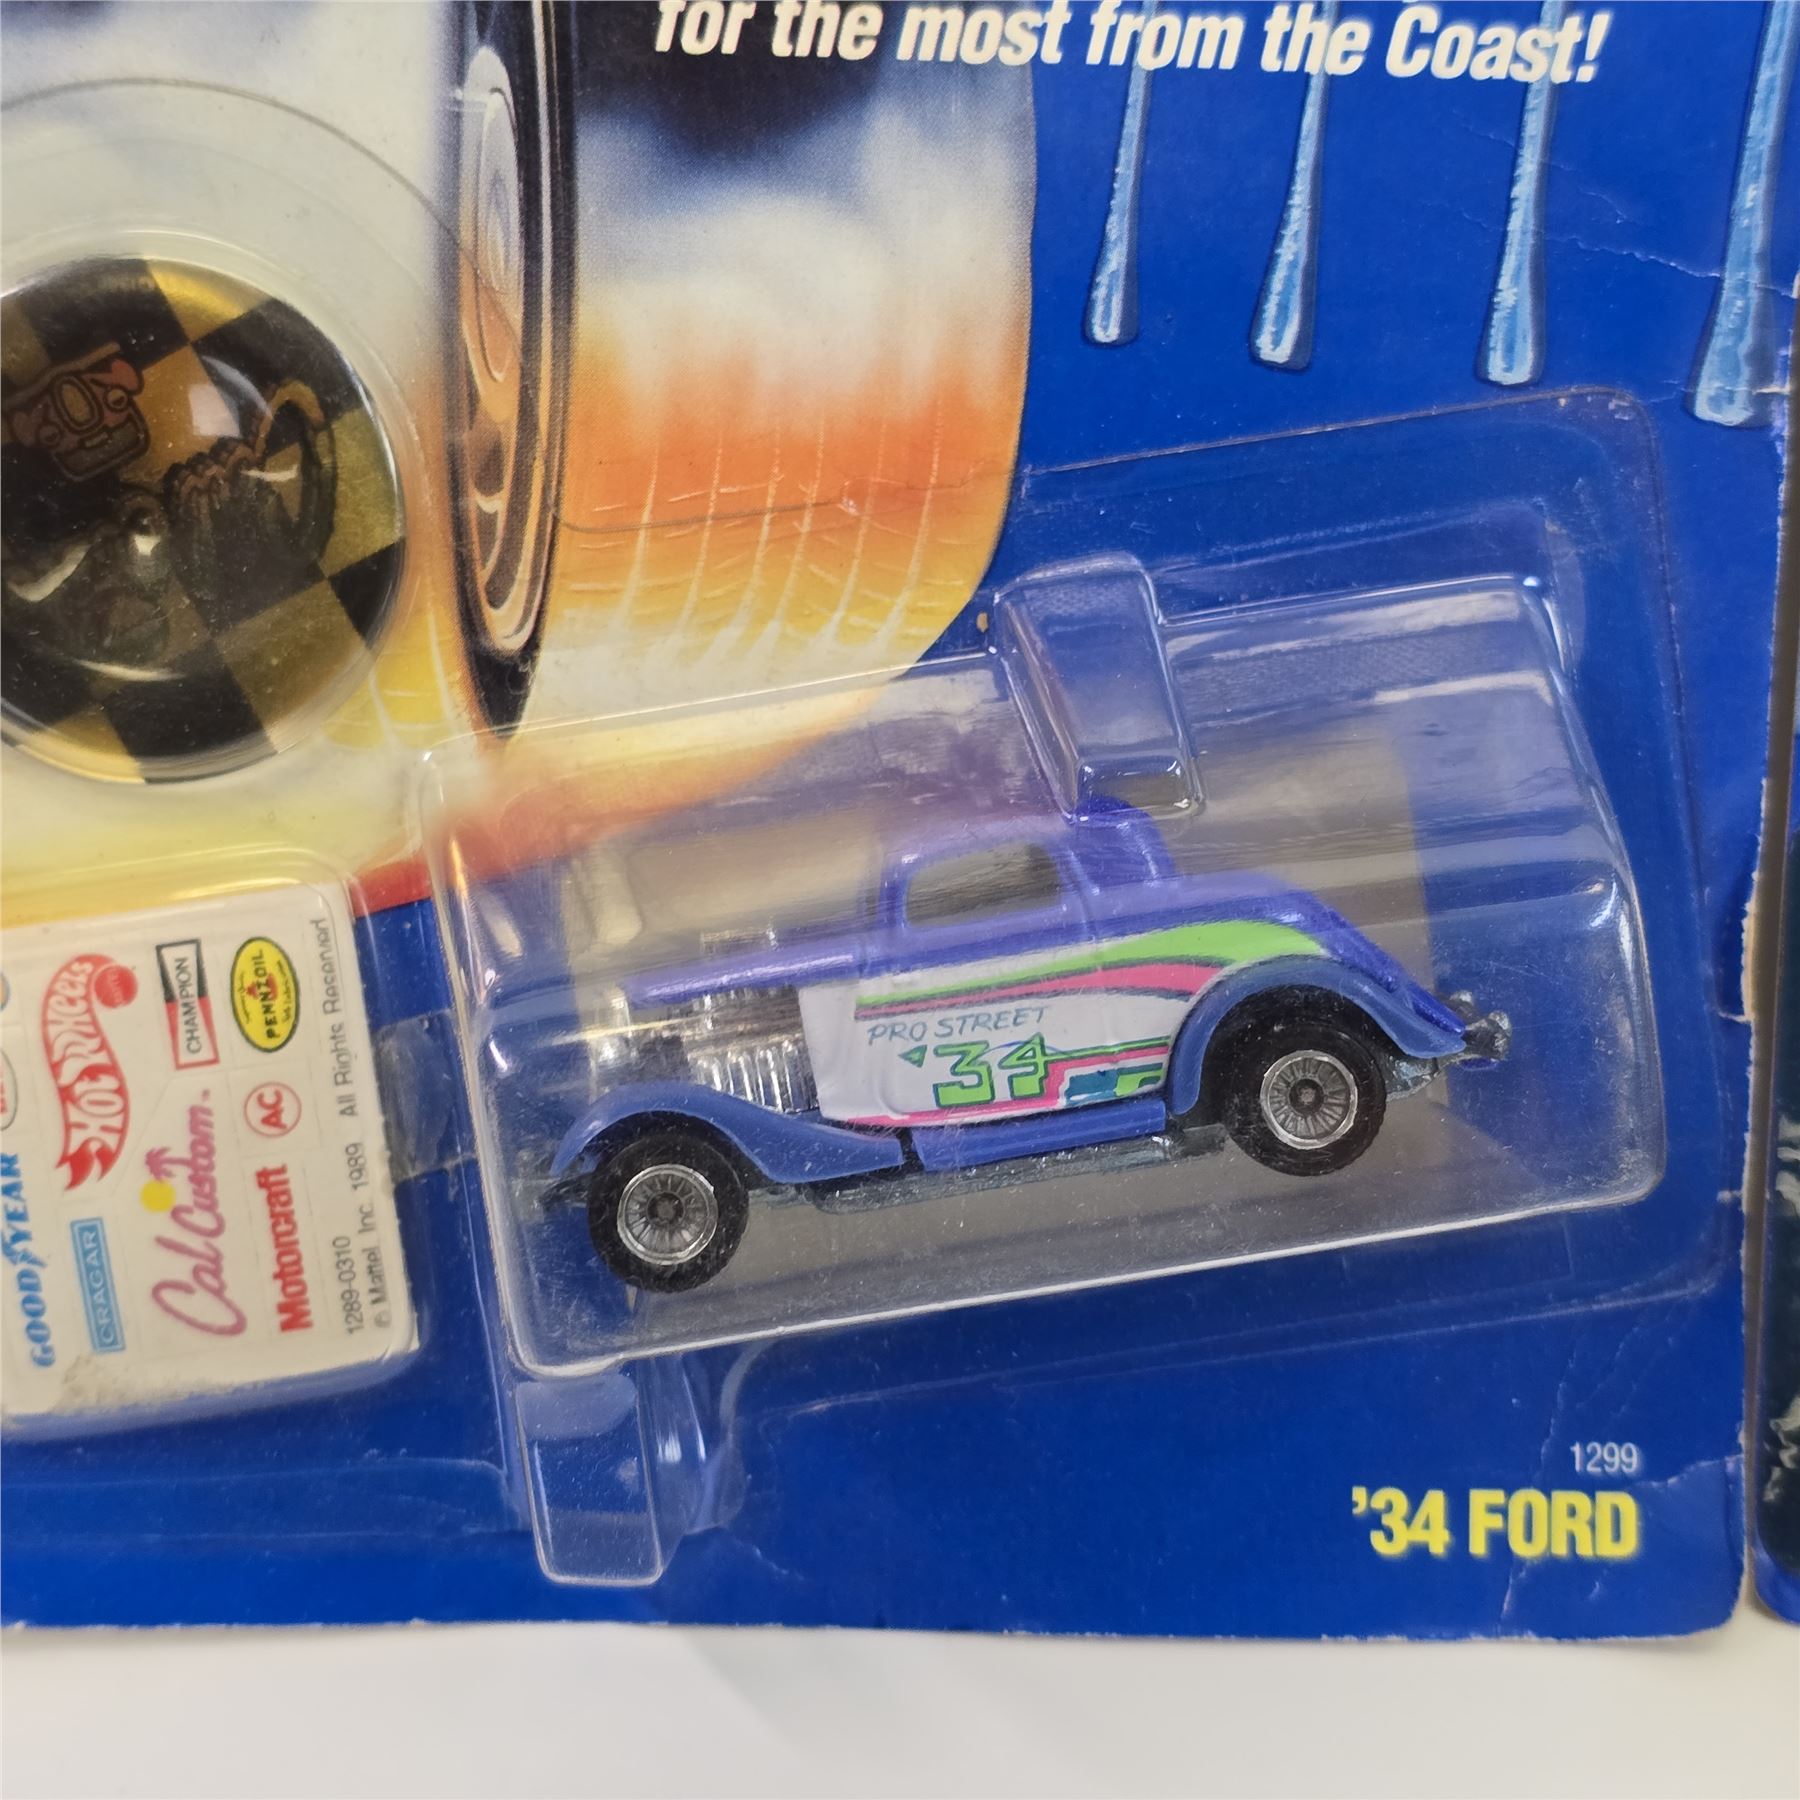 for the most from the Coast!
GOODYEAR
CRAGAR
HOT WHEELS
Cal Custom
CHAMPION
PENNZOIL
AC
Motorcraft
1289-0310
© Mattel Inc. 1989 All Rights Reserved
PRO STREET
34
1299
'34 FORD